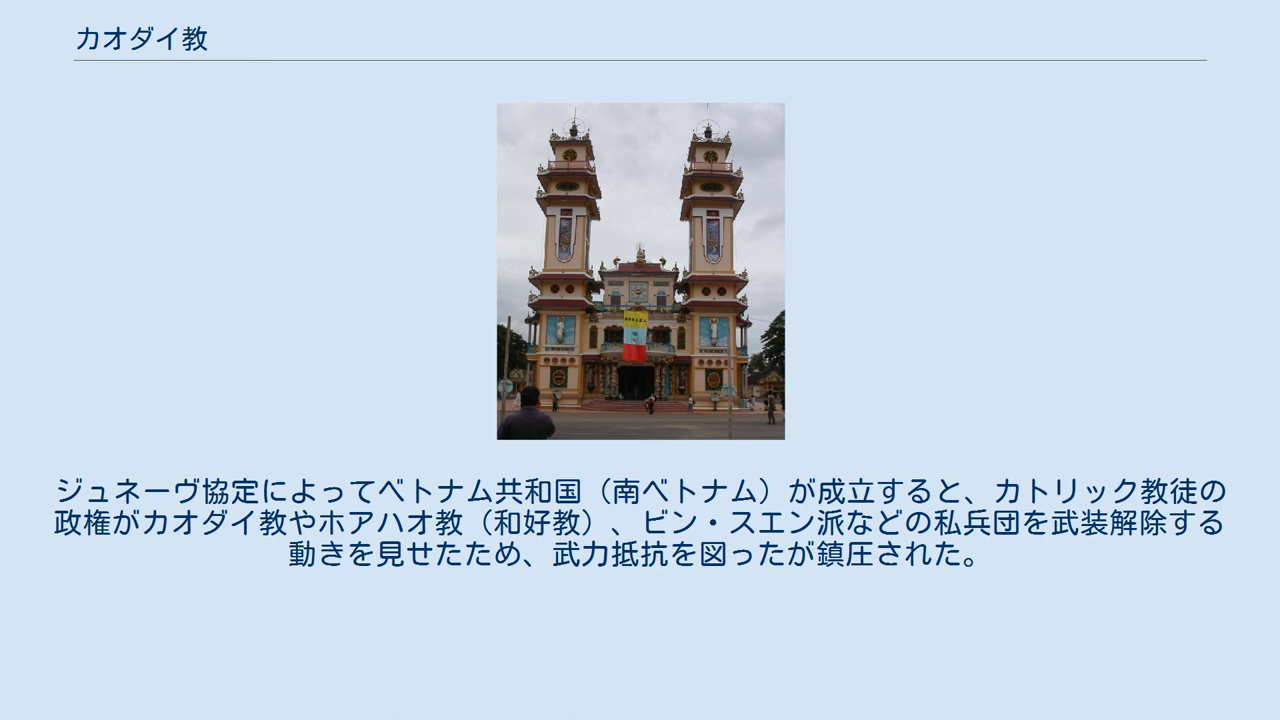 カオダイ教
ジュネーヴ協定によってベトナム共和国（南ベトナム）が成立すると、カトリック教徒の
政権がカオダイ教やホアハオ教（和好教）、ビン・スエン派などの私兵団を武装解除する
動きを見せたため、武力抵抗を図ったが鎮圧された。